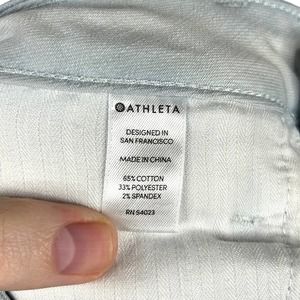 ATHLETA
DESIGNED IN
SAN FRANCISCO
MADE IN CHINA
65% COTTON
33% POLYESTER
2% SPANDEX
RN 54023